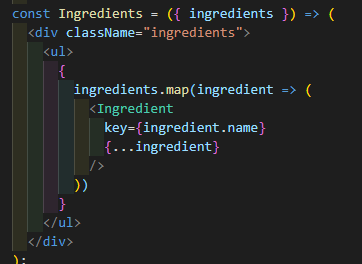 const Ingredients = ({ ingredients }) => (
  <div className="ingredients">
    <ul>
      {
        ingredients.map(ingredient => (
          <Ingredient
            key={ingredient.name}
            {...ingredient}
          />
        ))
      }
    </ul>
  </div>
);